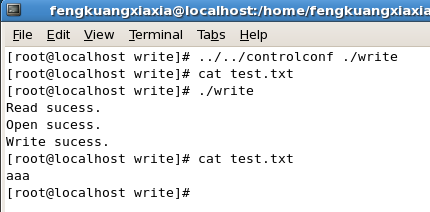 fengkuangxiaxia@localhost:/home/fengkuangxiaxia
File Edit View Terminal Tabs Help
[root@localhost write]# ../../controlconf ./write
[root@localhost write]# cat test.txt
[root@localhost write]# ./write
Read sucess.
Open sucess.
Write sucess.
[root@localhost write]# cat test.txt
aaa
[root@localhost write]#